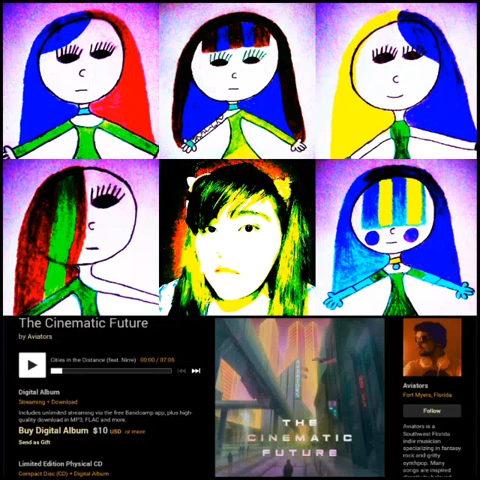 The Cinematic Future
by Aviators
Cities in the Distance (feat. Nirre) 00:00 / 07:06
Digital Album
Streaming + Download
Includes unlimited streaming via the free Bandcamp app, plus high-quality download in MP3, FLAC and more.
Buy Digital Album $10 USD or more
Send as Gift
Limited Edition Physical CD
Compact Disc (CD) + Digital Album
THE
CINEMATIC
FUTURE
Aviators
Fort Myers, Florida
Follow
Aviators is a
Southwest Florida
indie musician
specializing in fantasy
rock and gritty
synthpop. Many
songs are inspired